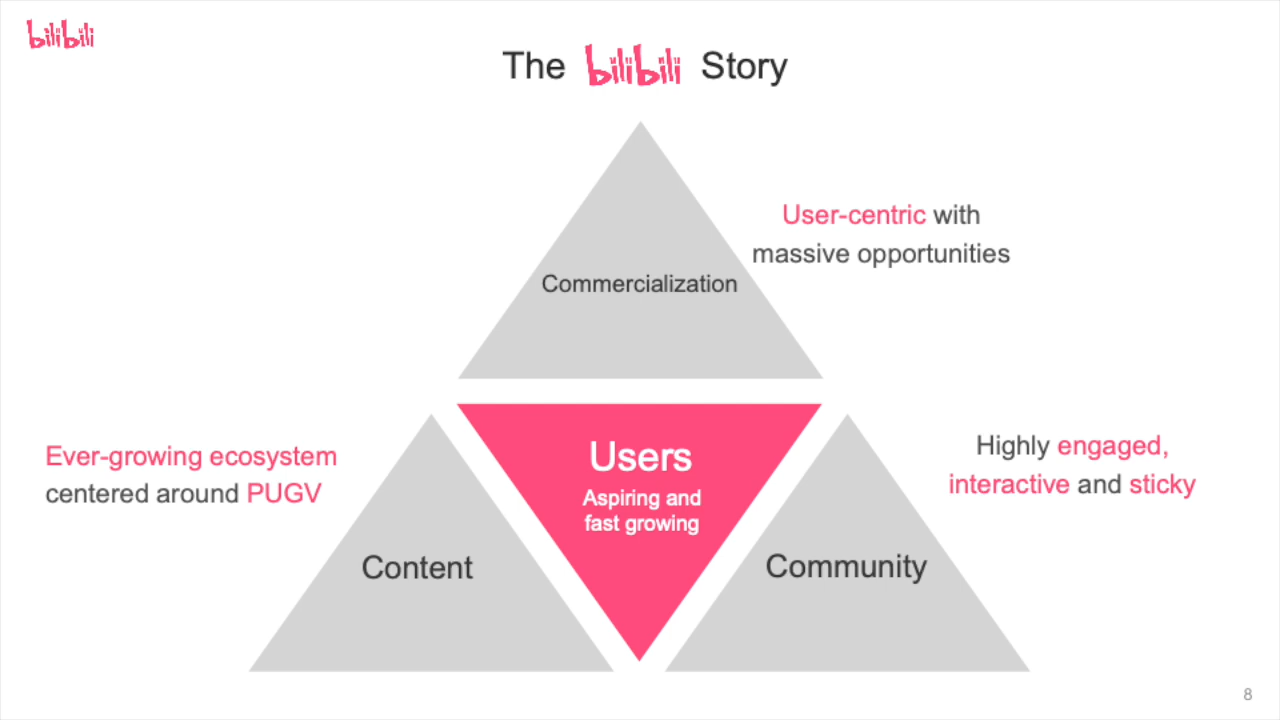 bilibili
The bilibili Story
User-centric with
massive opportunities
Commercialization
Ever-growing ecosystem
centered around PUGV
Users
Aspiring and
fast growing
Highly engaged,
interactive and sticky
Content
Community
8